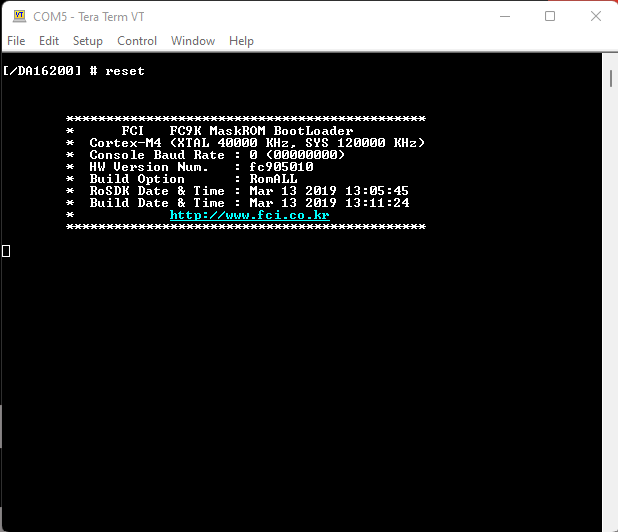 COM5 - Tera Term VT
File Edit Setup Control Window Help
[/DA16200] # reset
*********************************************
* FCI FC9K MaskROM BootLoader
* Cortex-M4 (XTAL 40000 KHz, SYS 120000 KHz)
* Console Baud Rate : 0 (00000000)
* HW Version Num. : fc905010
* Build Option : RomALL
* RoSDK Date & Time : Mar 13 2019 13:05:45
* Build Date & Time : Mar 13 2019 13:11:24
* http://www.fci.co.kr
*********************************************